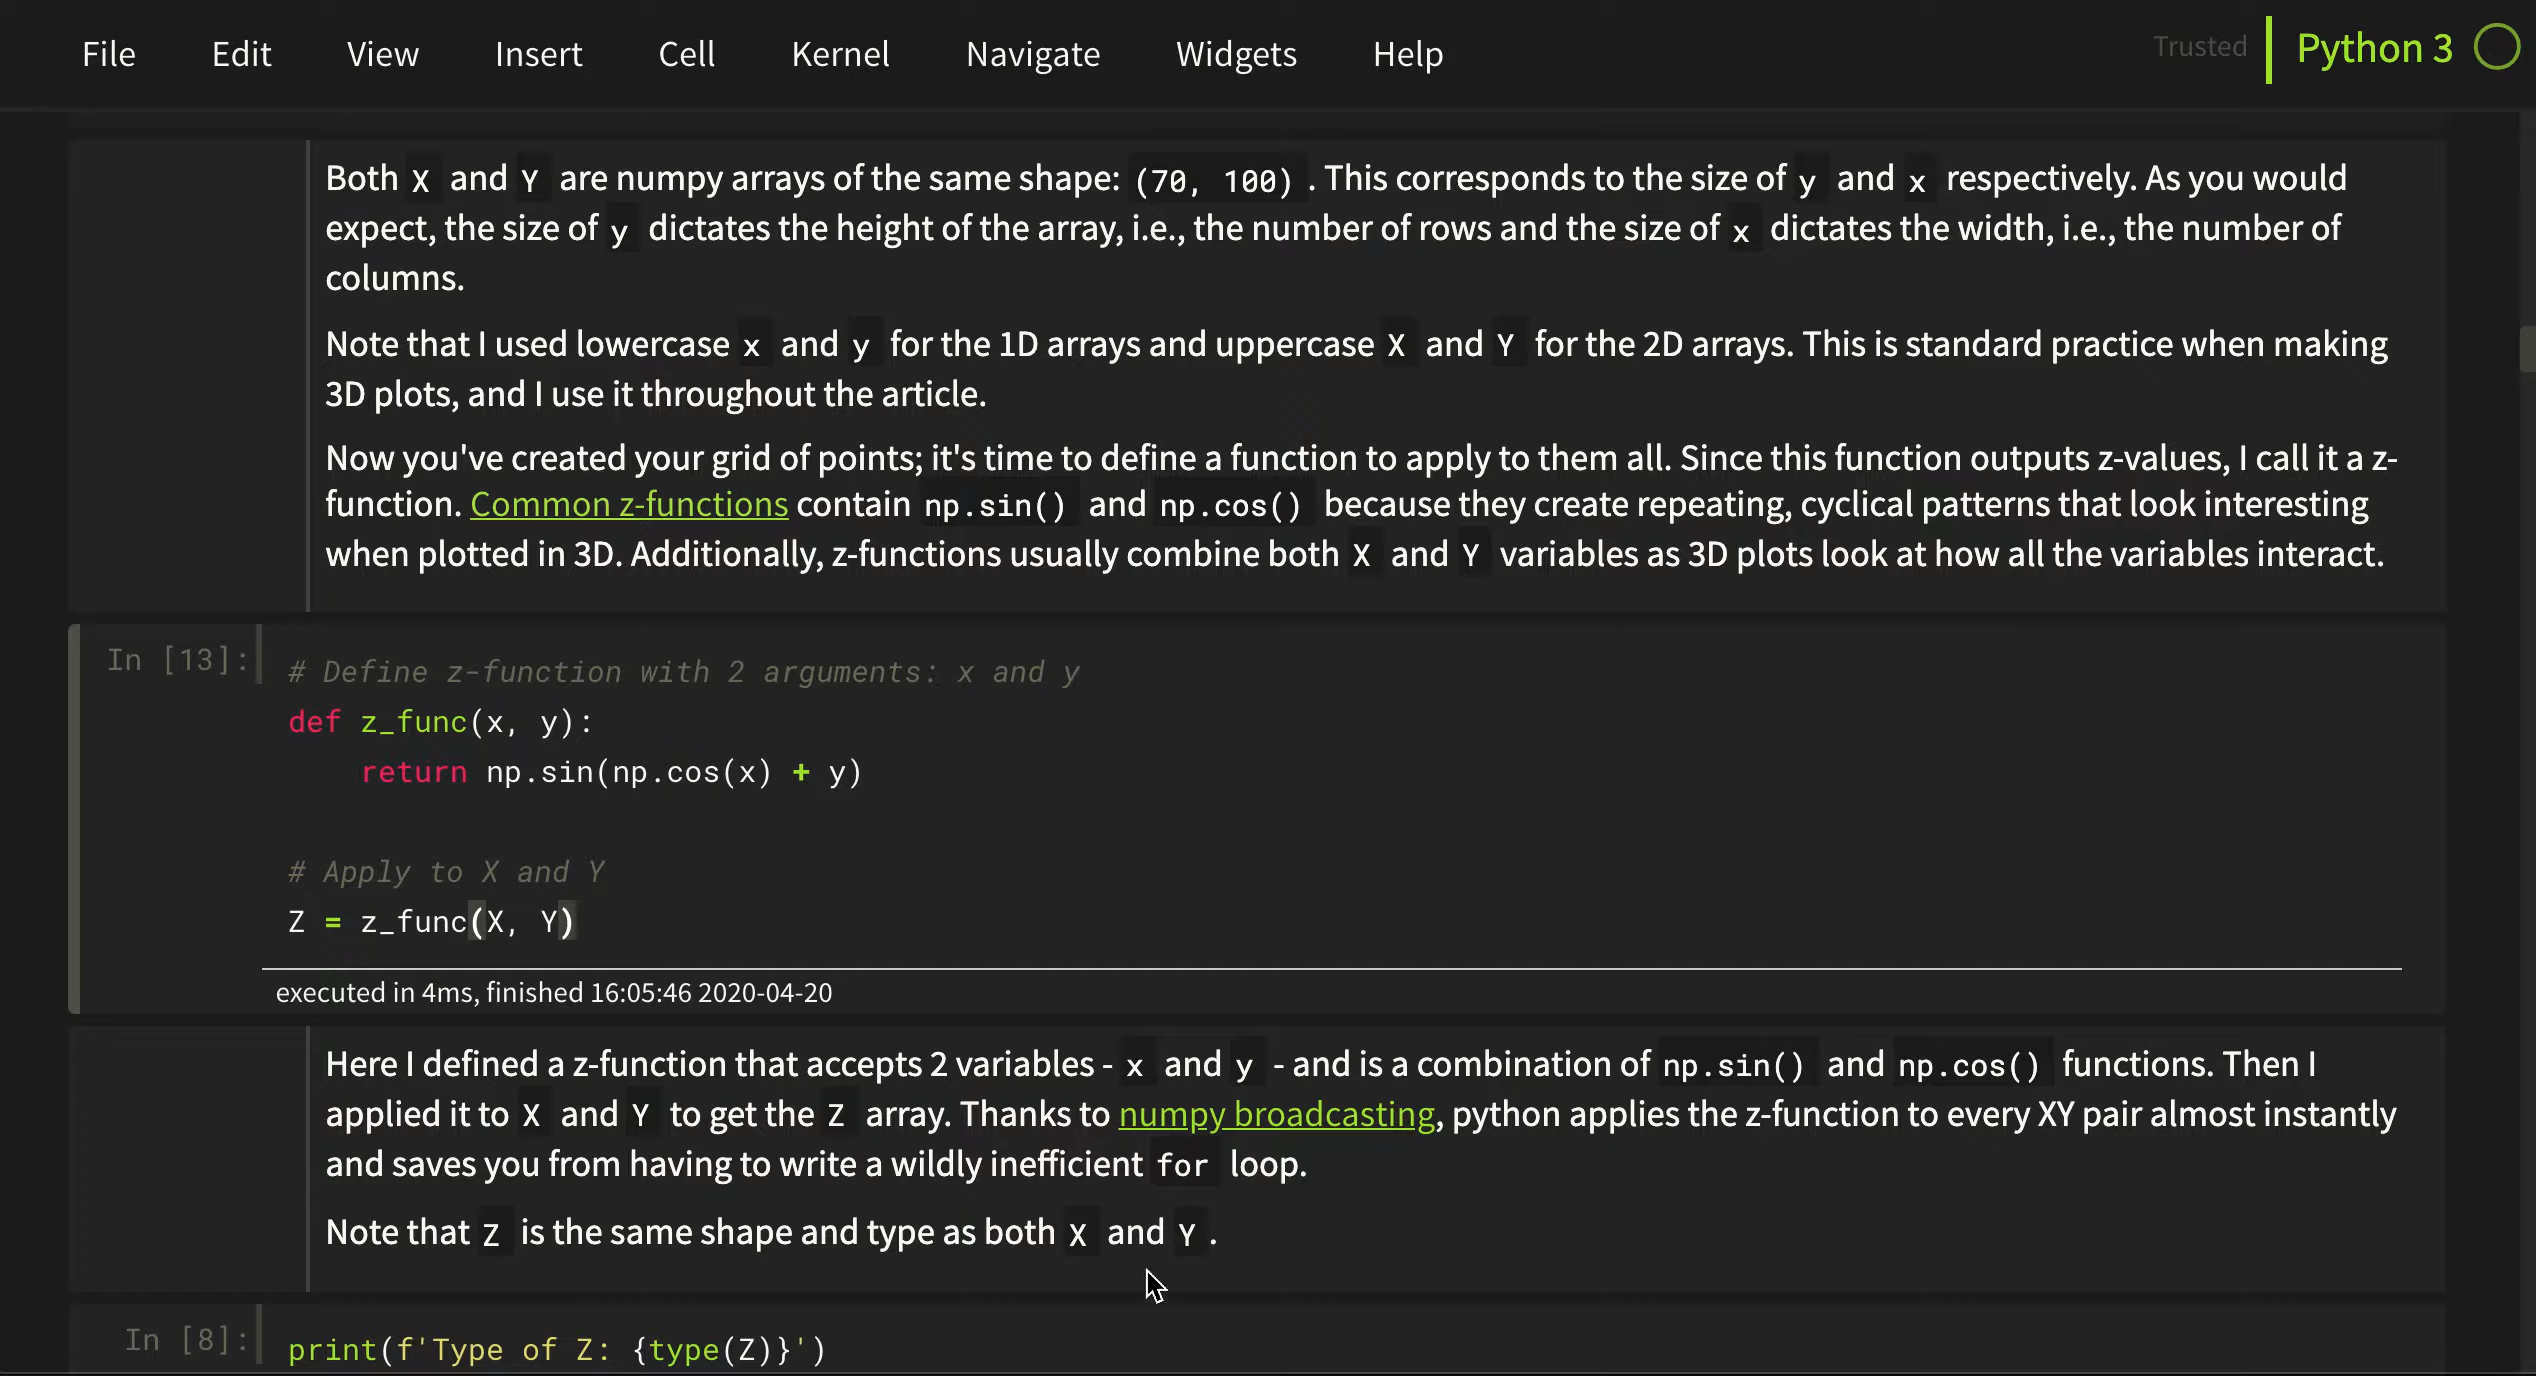 File Edit View Insert Cell Kernel Navigate Widgets Help Trusted Python 3
Both X and Y are numpy arrays of the same shape: (70, 100) . This corresponds to the size of y and x respectively. As you would
expect, the size of y dictates the height of the array, i.e., the number of rows and the size of x dictates the width, i.e., the number of
columns.
Note that I used lowercase x and y for the 1D arrays and uppercase X and Y for the 2D arrays. This is standard practice when making
3D plots, and I use it throughout the article.
Now you've created your grid of points; it's time to define a function to apply to them all. Since this function outputs z-values, I call it a z-
function. Common z-functions contain np.sin() and np.cos() because they create repeating, cyclical patterns that look interesting
when plotted in 3D. Additionally, z-functions usually combine both X and Y variables as 3D plots look at how all the variables interact.
In [13]: # Define z-function with 2 arguments: x and y
def z_func(x, y):
    return np.sin(np.cos(x) + y)
# Apply to X and Y
Z = z_func(X, Y)
executed in 4ms, finished 16:05:46 2020-04-20
Here I defined a z-function that accepts 2 variables - x and y - and is a combination of np.sin() and np.cos() functions. Then I
applied it to X and Y to get the Z array. Thanks to numpy broadcasting, python applies the z-function to every XY pair almost instantly
and saves you from having to write a wildly inefficient for loop.
Note that Z is the same shape and type as both X and Y .
In [8]: print(f'Type of Z: {type(Z)}')